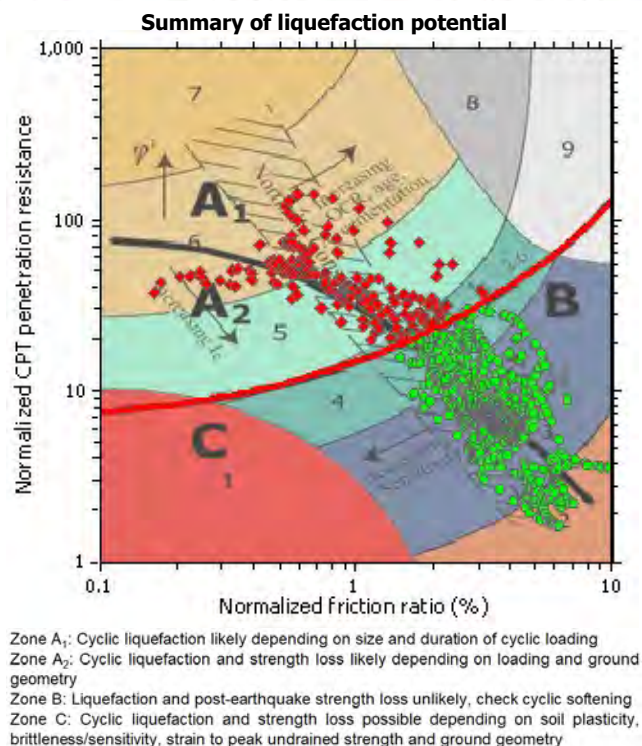 Summary of liquefaction potential
1,000
7
8
9
φ'
Increasing
OCR, age,
cementation
A1
100
6
A2
B
5
Normalized CPT penetration resistance
10
4
C
1
2
1
0.1
1
10
Normalized friction ratio (%)
Zone A1: Cyclic liquefaction likely depending on size and duration of cyclic loading
Zone A2: Cyclic liquefaction and strength loss likely depending on loading and ground
geometry
Zone B: Liquefaction and post-earthquake strength loss unlikely, check cyclic softening
Zone C: Cyclic liquefaction and strength loss possible depending on soil plasticity,
brittleness/sensitivity, strain to peak undrained strength and ground geometry